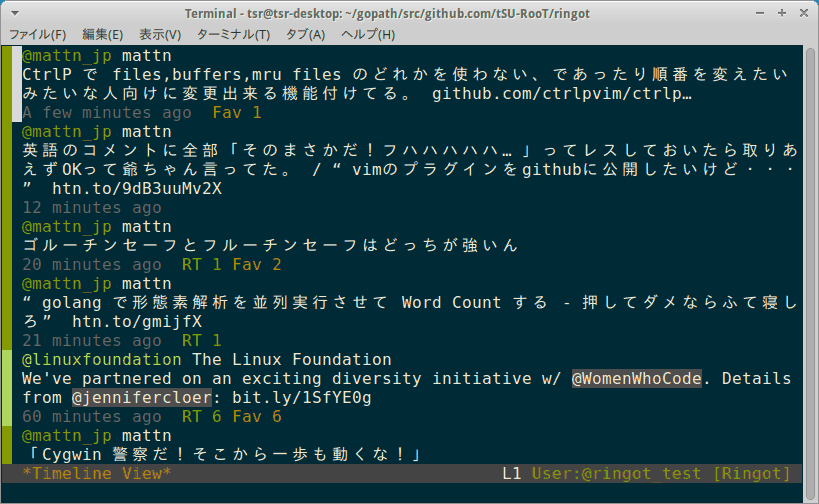 Terminal - tsr@tsr-desktop: ~/gopath/src/github.com/tSU-RooT/ringot
ファイル(F) 編集(E) 表示(V) ターミナル(T) タブ(A) ヘルプ(H)
@mattn_jp mattn
CtrlP で files,buffers,mru files のどれかを使わない、であったり順番を変えたい
みたいな人向けに変更出来る機能付けてる。 github.com/ctrlpvim/ctrlp…
A few minutes ago Fav 1
@mattn_jp mattn
英語のコメントに全部「そのまさかだ！フハハハハハ…」ってレスしておいたら取りあ
えずOKって爺ちゃん言ってた。 / “ vimのプラグインをgithubに公開したいけど・・・
” htn.to/9dB3uuMv2X
12 minutes ago
@mattn_jp mattn
ゴルーチンセーフとフルーチンセーフはどっちが強いん
20 minutes ago RT 1 Fav 2
@mattn_jp mattn
“ golang で形態素解析を並列実行させて Word Count する - 押してダメならふて寝し
ろ” htn.to/gmijfX
21 minutes ago RT 1
@linuxfoundation The Linux Foundation
We've partnered on an exciting diversity initiative w/ @WomenWhoCode. Details
from @jennifercloer: bit.ly/1SfYE0g
60 minutes ago RT 6 Fav 6
@mattn_jp mattn
「Cygwin 警察だ！そこから一歩も動くな！」
*Timeline View* L1 User:@ringot_test [Ringot]